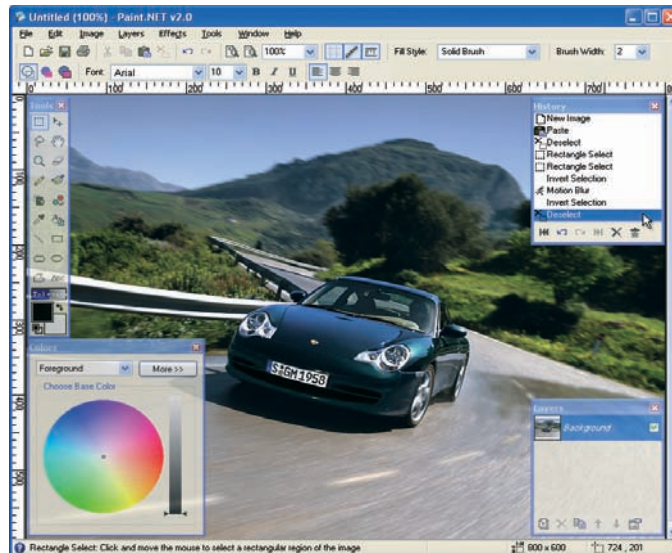 Untitled (100%) - Paint.NET v2.0
File Edit Image Layers Effects Tools Window Help
100% Fill Style: Solid Brush Brush Width: 2
Font: Arial 10 B I U
0 100 200 300 400 500 600 700
Tools
History
New Image
Paste
Deselect
Rectangle Select
Rectangle Select
Invert Selection
Motion Blur
Invert Selection
Deselect
Colors
Foreground More >>
Choose Base Color
S GM 1958
Layers
Background
Rectangle Select: Click and move the mouse to select a rectangular region of the image 800 x 600 724, 201